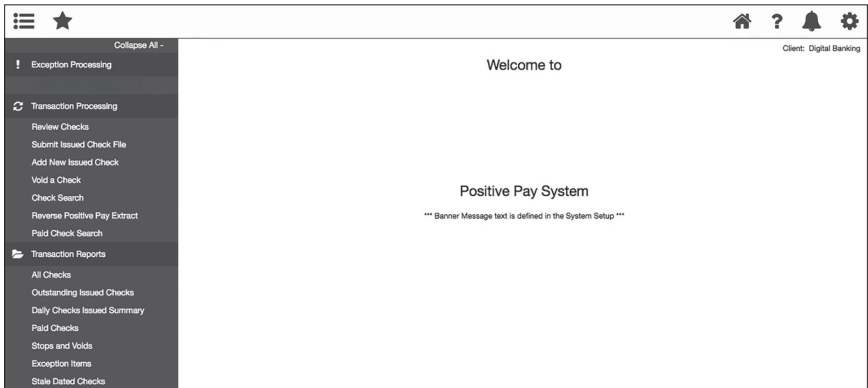 Collapse All -
Client: Digital Banking
Exception Processing
Welcome to
Transaction Processing
Review Checks
Submit Issued Check File
Add New Issued Check
Void a Check
Check Search
Reverse Positive Pay Extract
Paid Check Search
Positive Pay System
*** Banner Message text is defined in the System Setup ***
Transaction Reports
All Checks
Outstanding Issued Checks
Daily Checks Issued Summary
Paid Checks
Stops and Voids
Exception Items
Stale Dated Checks